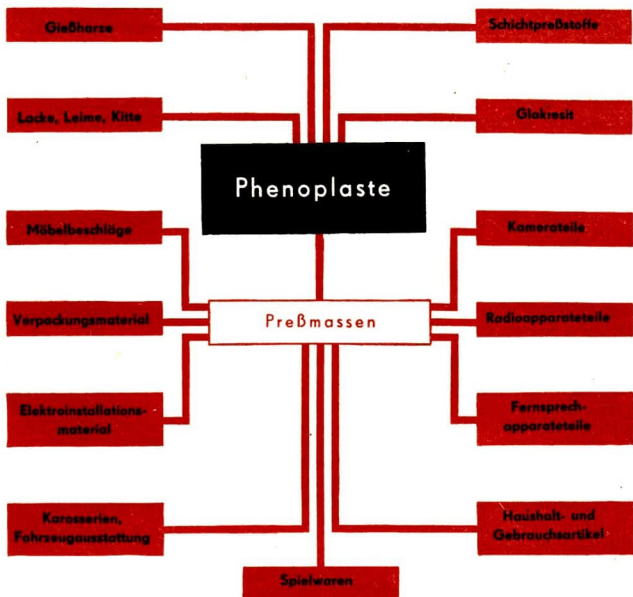 Gießharze
Schichtpreßstoffe
Lacke, Leime, Kitte
Glakresit
Phenoplaste
Möbelbeschläge
Kamerateile
Preßmassen
Verpackungsmaterial
Radioapparateteile
Elektroinstallations-
material
Fernsprech-
apparateteile
Karosserien,
Fahrzeugausstattung
Haushalt- und
Gebrauchsartikel
Spielwaren